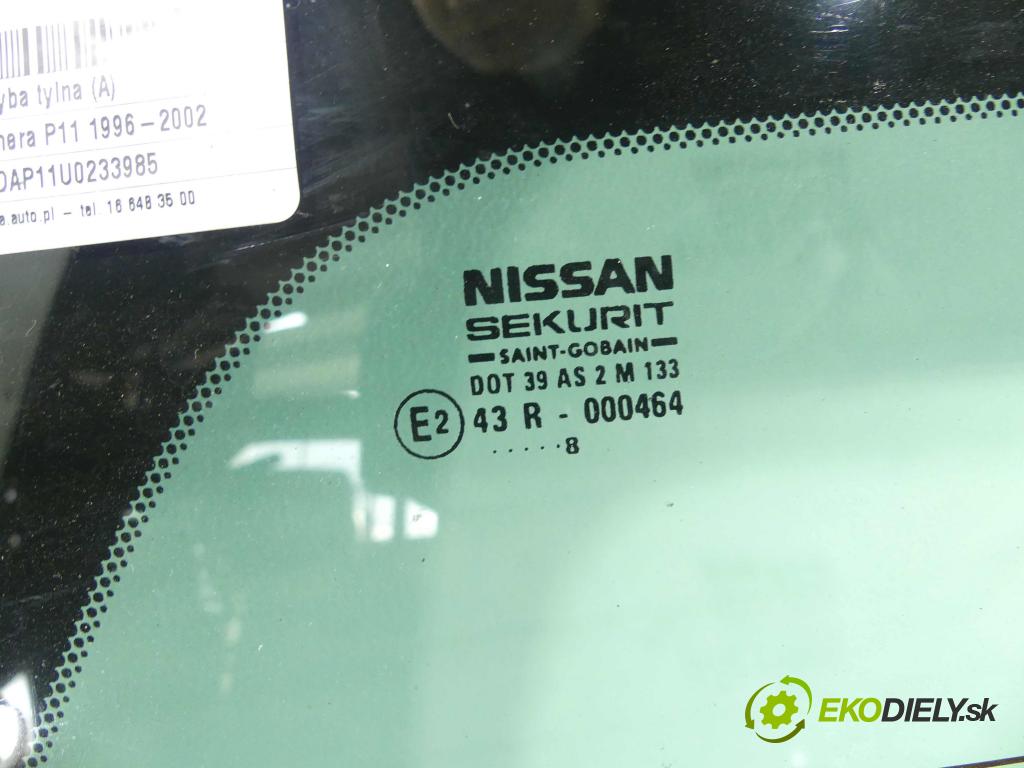 yba tylna (A)
mera P11 1996-2002
DAP11U0233985
a.auto.pl - tel. 16 648 35 00
NISSAN
SEKURIT
SAINT-GOBAIN
DOT 39 AS 2 M 133
E2 43 R - 000464
.....8
EKODIELY.sk